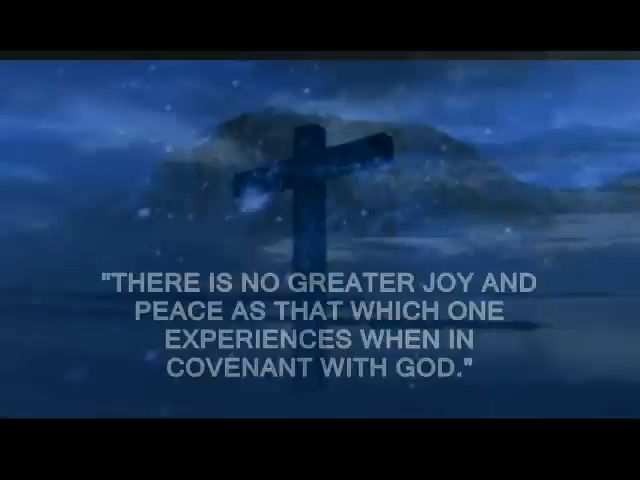 "THERE IS NO GREATER JOY AND
PEACE AS THAT WHICH ONE
EXPERIENCES WHEN IN
COVENANT WITH GOD."